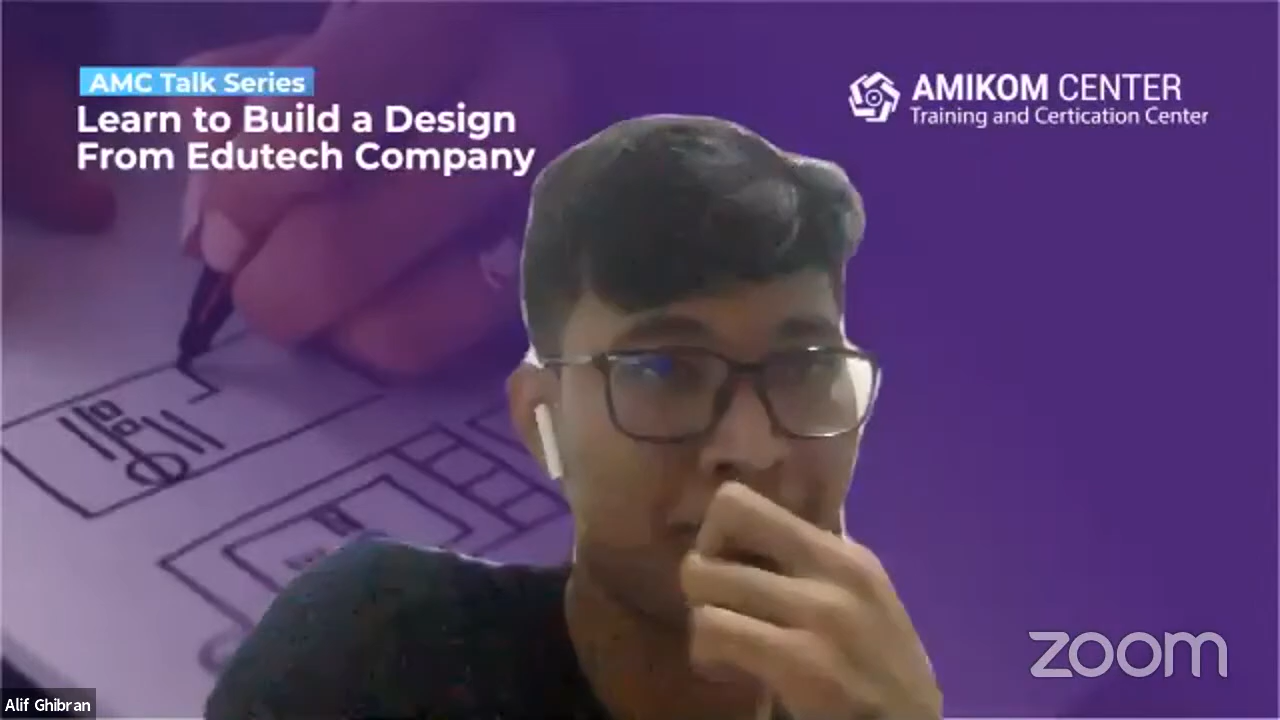 AMC Talk Series
Learn to Build a Design
From Edutech Company
AMIKOM CENTER
Training and Certication Center
zoom
Alif Ghibran